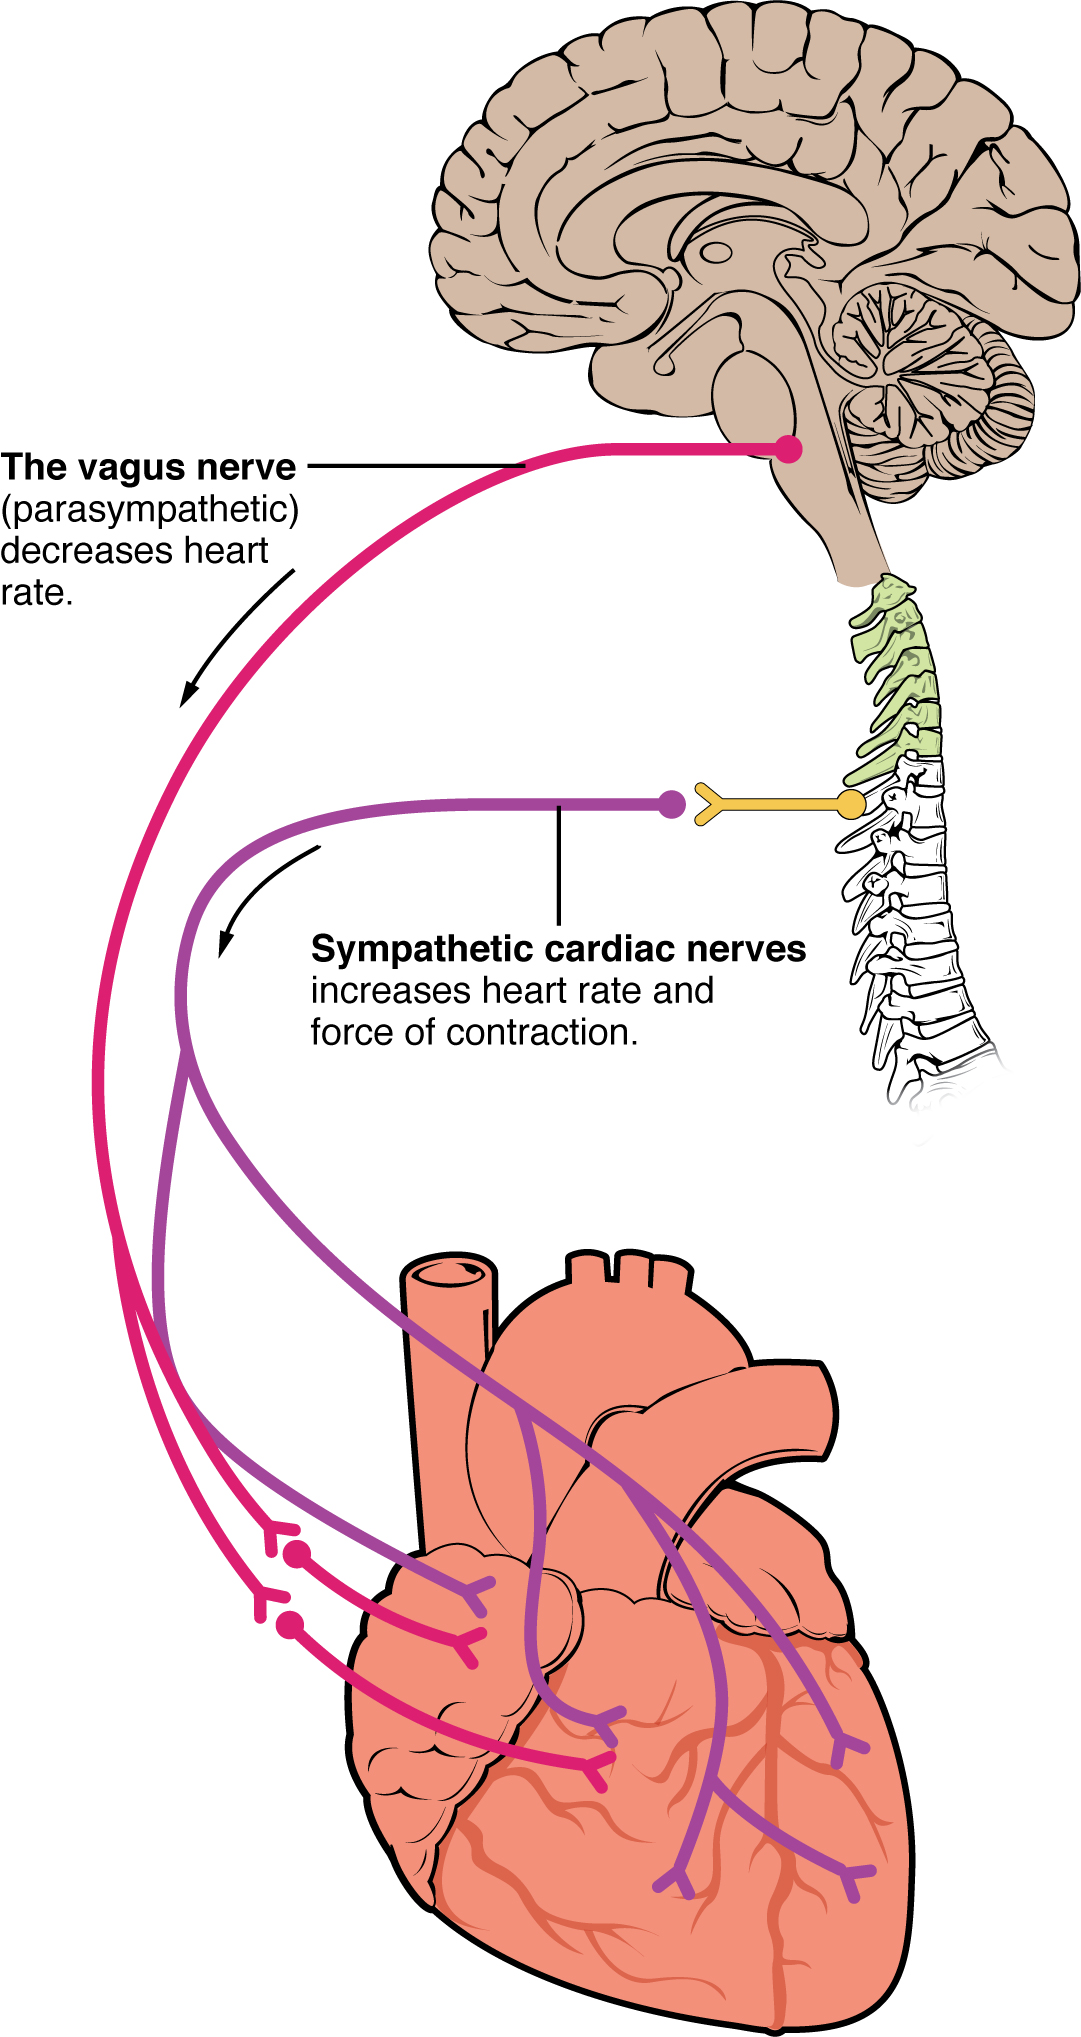 The vagus nerve
(parasympathetic)
decreases heart
rate.
Sympathetic cardiac nerves
increases heart rate and
force of contraction.